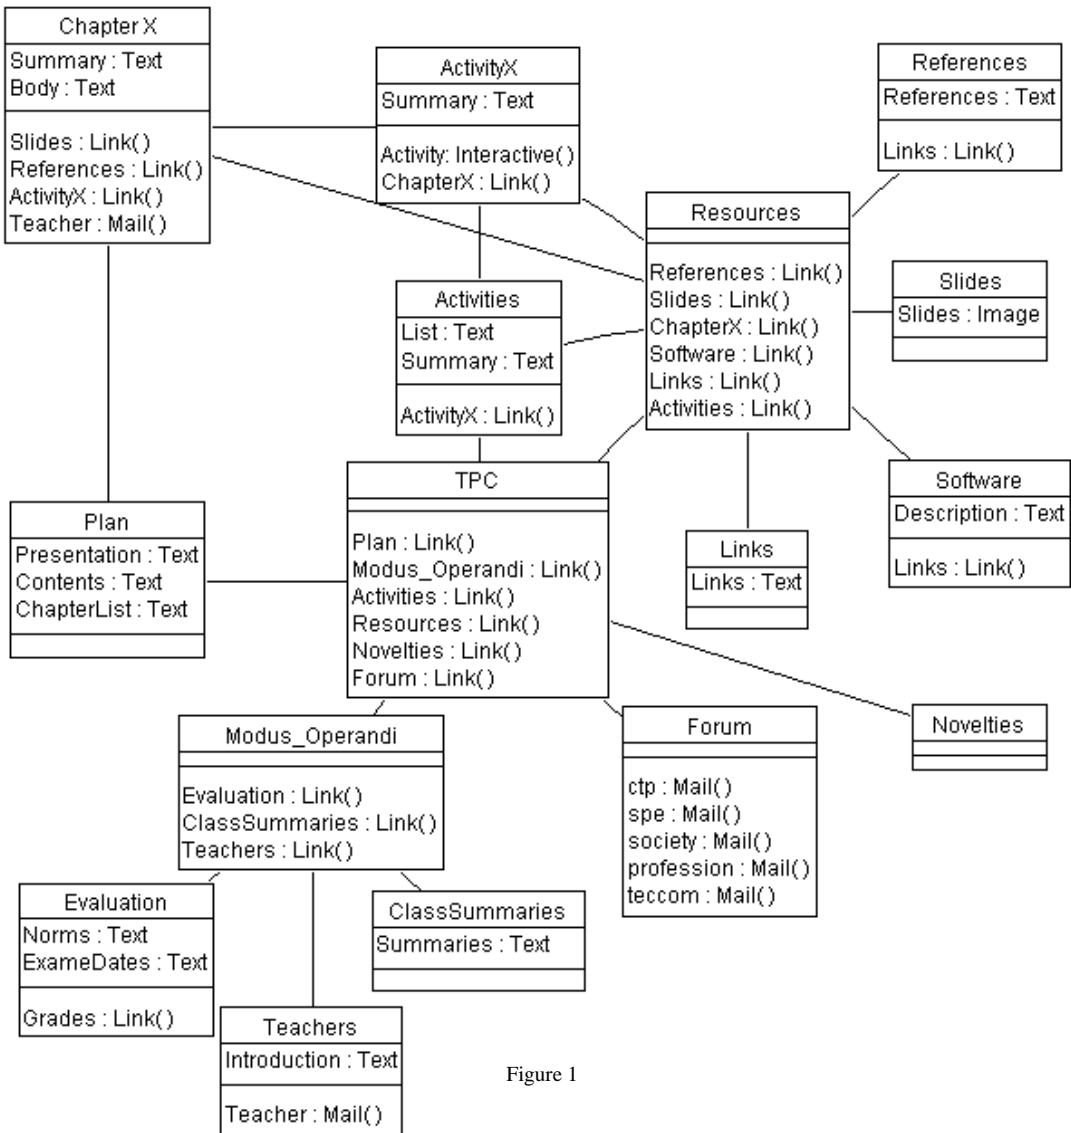 Chapter X
Summary : Text
Body : Text
Slides : Link()
References : Link()
ActivityX : Link()
Teacher : Mail()
ActivityX
Summary : Text
Activity: Interactive()
ChapterX : Link()
References
References : Text
Links : Link()
Resources
References : Link()
Slides : Link()
ChapterX : Link()
Software : Link()
Links : Link()
Activities : Link()
Slides
Slides : Image
Activities
List : Text
Summary : Text
ActivityX : Link()
TPC
Plan : Link()
Modus_Operandi : Link()
Activities : Link()
Resources : Link()
Novelties : Link()
Forum : Link()
Software
Description : Text
Links : Link()
Plan
Presentation : Text
Contents : Text
ChapterList : Text
Links
Links : Text
Modus_Operandi
Evaluation : Link()
ClassSummaries : Link()
Teachers : Link()
Forum
ctp : Mail()
spe : Mail()
society : Mail()
profession : Mail()
teccom : Mail()
Novelties
Evaluation
Norms : Text
ExameDates : Text
Grades : Link()
ClassSummaries
Summaries : Text
Teachers
Introduction : Text
Teacher : Mail()
Figure 1